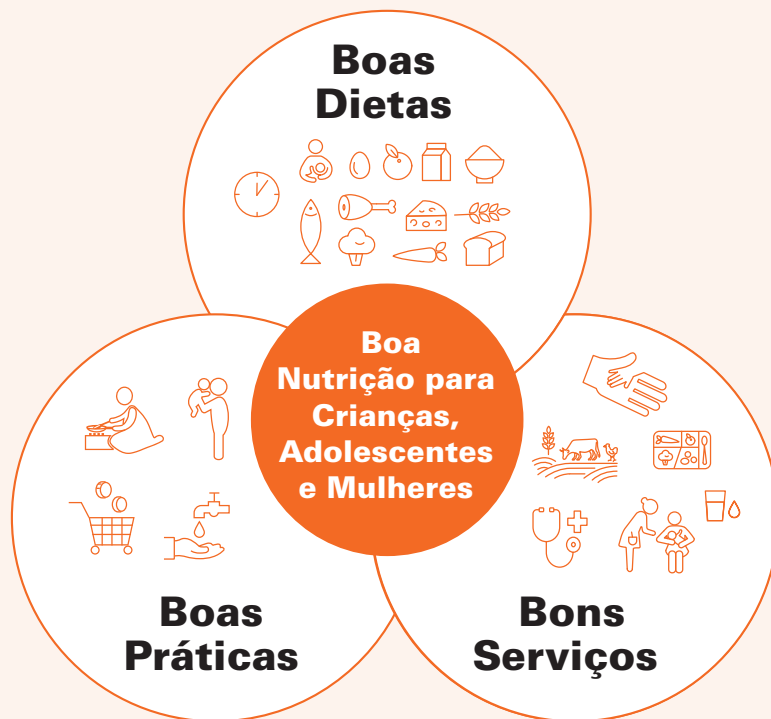 Boas
Dietas
Boa
Nutrição para
Crianças,
Adolescentes
e Mulheres
Boas
Práticas
Bons
Serviços